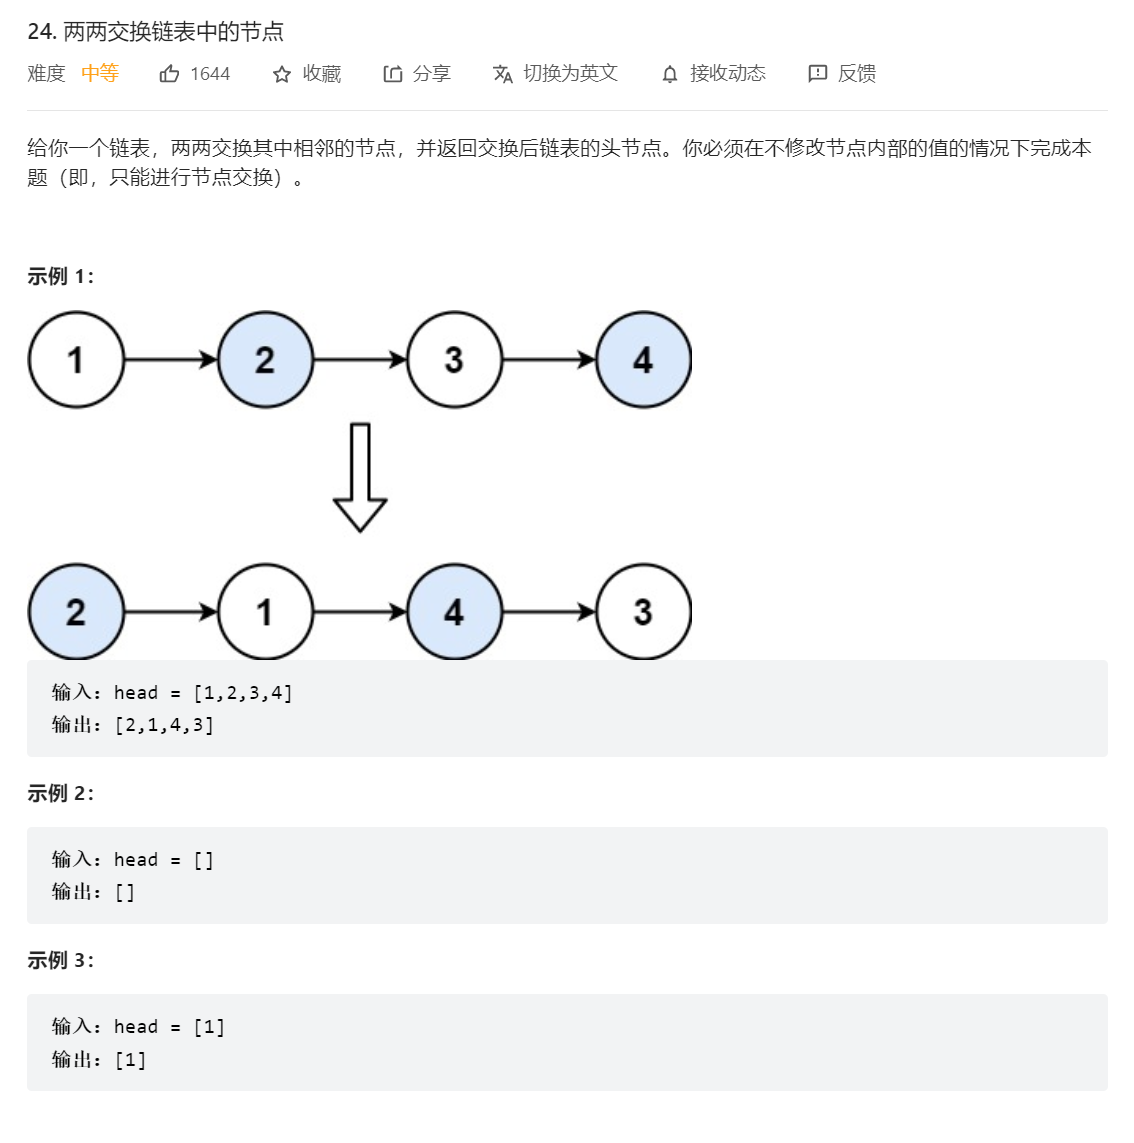 24. 两两交换链表中的节点
难度 中等 1644 收藏 分享 切换为英文 接收动态 反馈
给你一个链表，两两交换其中相邻的节点，并返回交换后链表的头节点。你必须在不修改节点内部的值的情况下完成本
题（即，只能进行节点交换）。
示例 1：
1 2 3 4
2 1 4 3
输入：head = [1,2,3,4]
输出：[2,1,4,3]
示例 2：
输入：head = []
输出：[]
示例 3：
输入：head = [1]
输出：[1]